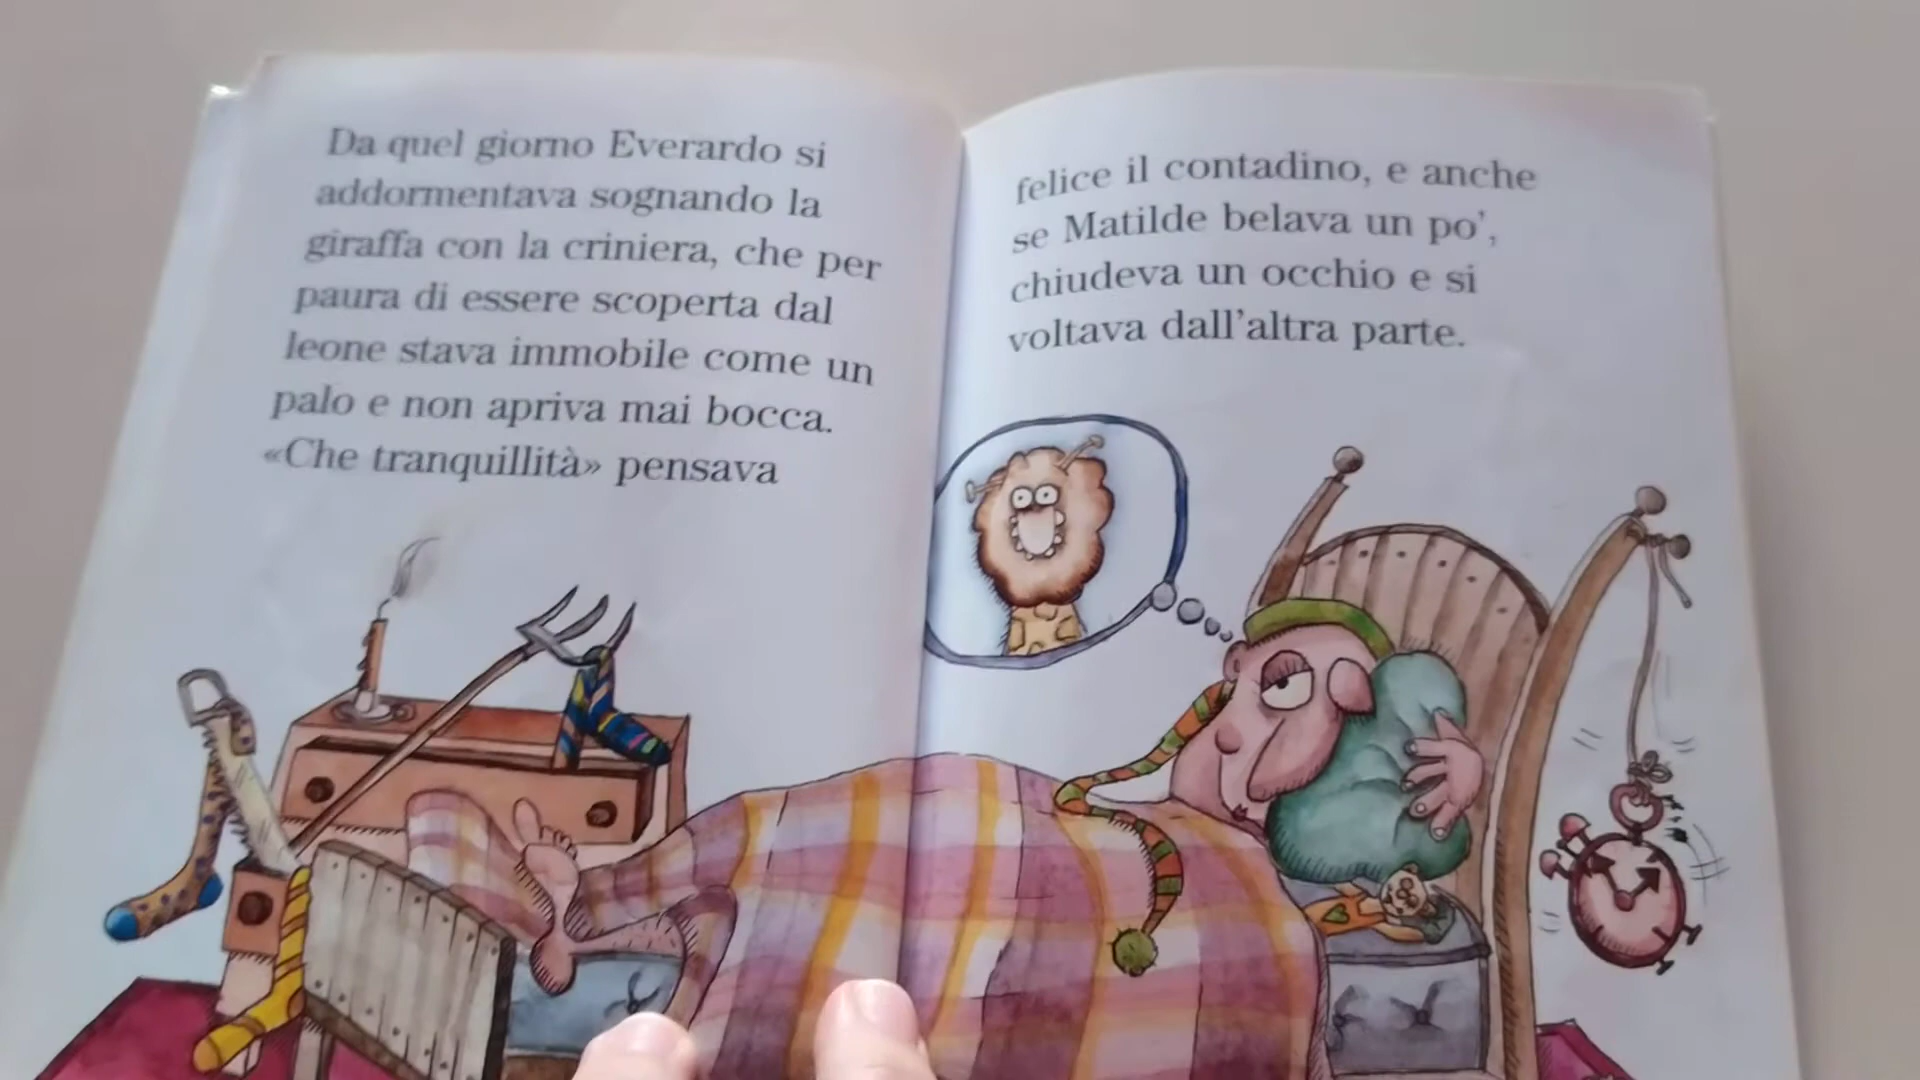 Da quel giorno Everardo si
addormentava sognando la
giraffa con la criniera, che per
paura di essere scoperta dal
leone stava immobile come un
palo e non apriva mai bocca.
«Che tranquillità» pensava
felice il contadino, e anche
se Matilde belava un po',
chiudeva un occhio e si
voltava dall'altra parte.